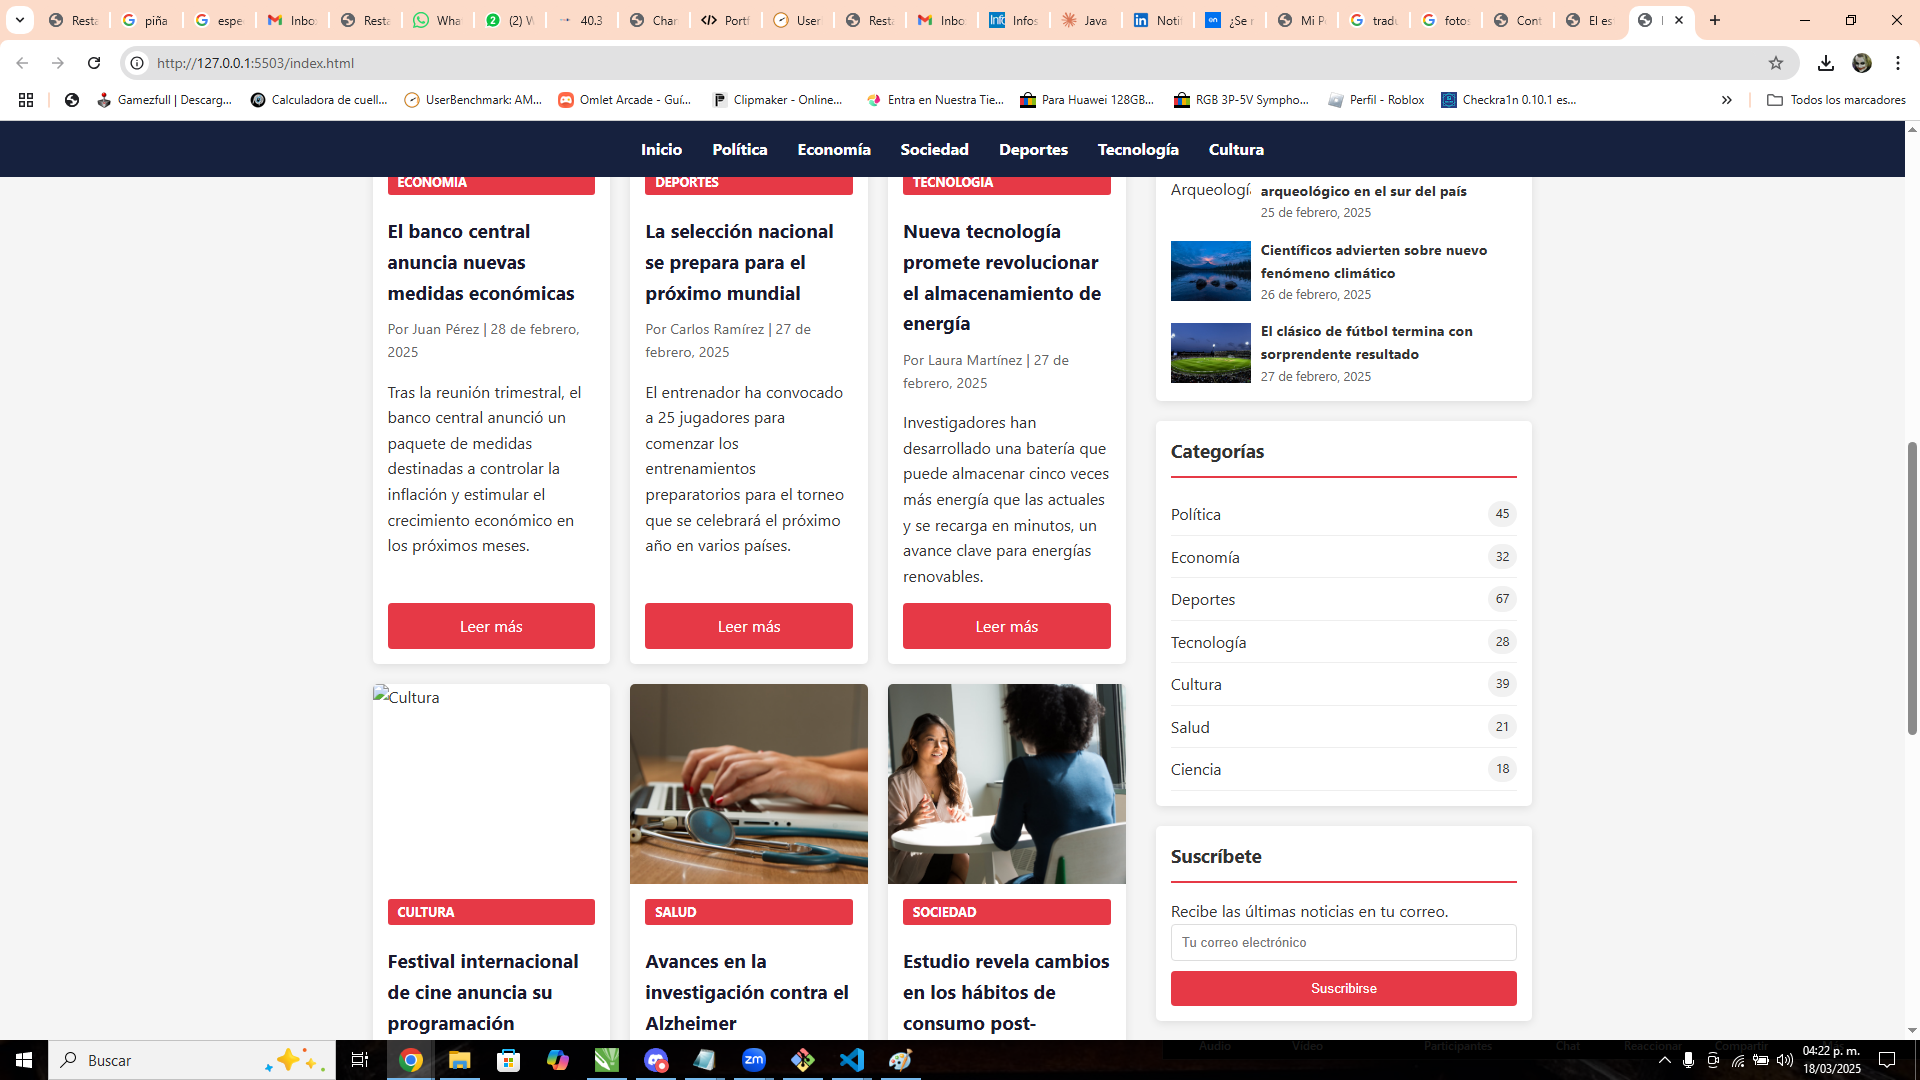 Resta
piña
espe
Inbo
Resta
Wha
(2) W
40.3
Chan
Portf
User
Resta
Inbo
Infos
Java
Notif
¿Se r
Mi P
tradu
fotos
Cont
El es
http://127.0.0.1:5503/index.html
Gamezfull | Descarg...
Calculadora de cuell...
UserBenchmark: AM...
Omlet Arcade - Guí...
Clipmaker - Online...
Entra en Nuestra Tie...
Para Huawei 128GB...
RGB 3P-5V Sympho...
Perfil - Roblox
Checkra1n 0.10.1 es...
Todos los marcadores
Inicio
Política
Economía
Sociedad
Deportes
Tecnología
Cultura
ECONOMÍA
El banco central
anuncia nuevas
medidas económicas
Por Juan Pérez | 28 de febrero,
2025
Tras la reunión trimestral, el
banco central anunció un
paquete de medidas
destinadas a controlar la
inflación y estimular el
crecimiento económico en
los próximos meses.
Leer más
DEPORTES
La selección nacional
se prepara para el
próximo mundial
Por Carlos Ramírez | 27 de
febrero, 2025
El entrenador ha convocado
a 25 jugadores para
comenzar los
entrenamientos
preparatorios para el torneo
que se celebrará el próximo
año en varios países.
Leer más
TECNOLOGÍA
Nueva tecnología
promete revolucionar
el almacenamiento de
energía
Por Laura Martínez | 27 de
febrero, 2025
Investigadores han
desarrollado una batería que
puede almacenar cinco veces
más energía que las actuales
y se recarga en minutos, un
avance clave para energías
renovables.
Leer más
Cultura
CULTURA
Festival internacional
de cine anuncia su
programación
SALUD
Avances en la
investigación contra el
Alzheimer
SOCIEDAD
Estudio revela cambios
en los hábitos de
consumo post-
Arqueologí
arqueológico en el sur del país
25 de febrero, 2025
Científicos advierten sobre nuevo
fenómeno climático
26 de febrero, 2025
El clásico de fútbol termina con
sorprendente resultado
27 de febrero, 2025
Categorías
Política 45
Economía 32
Deportes 67
Tecnología 28
Cultura 39
Salud 21
Ciencia 18
Suscríbete
Recibe las últimas noticias en tu correo.
Tu correo electrónico
Suscribirse
Buscar
zm
Audio
Video
Participantes
Chat
Reaccionar
Compartir
04:22 p. m.
18/03/2025